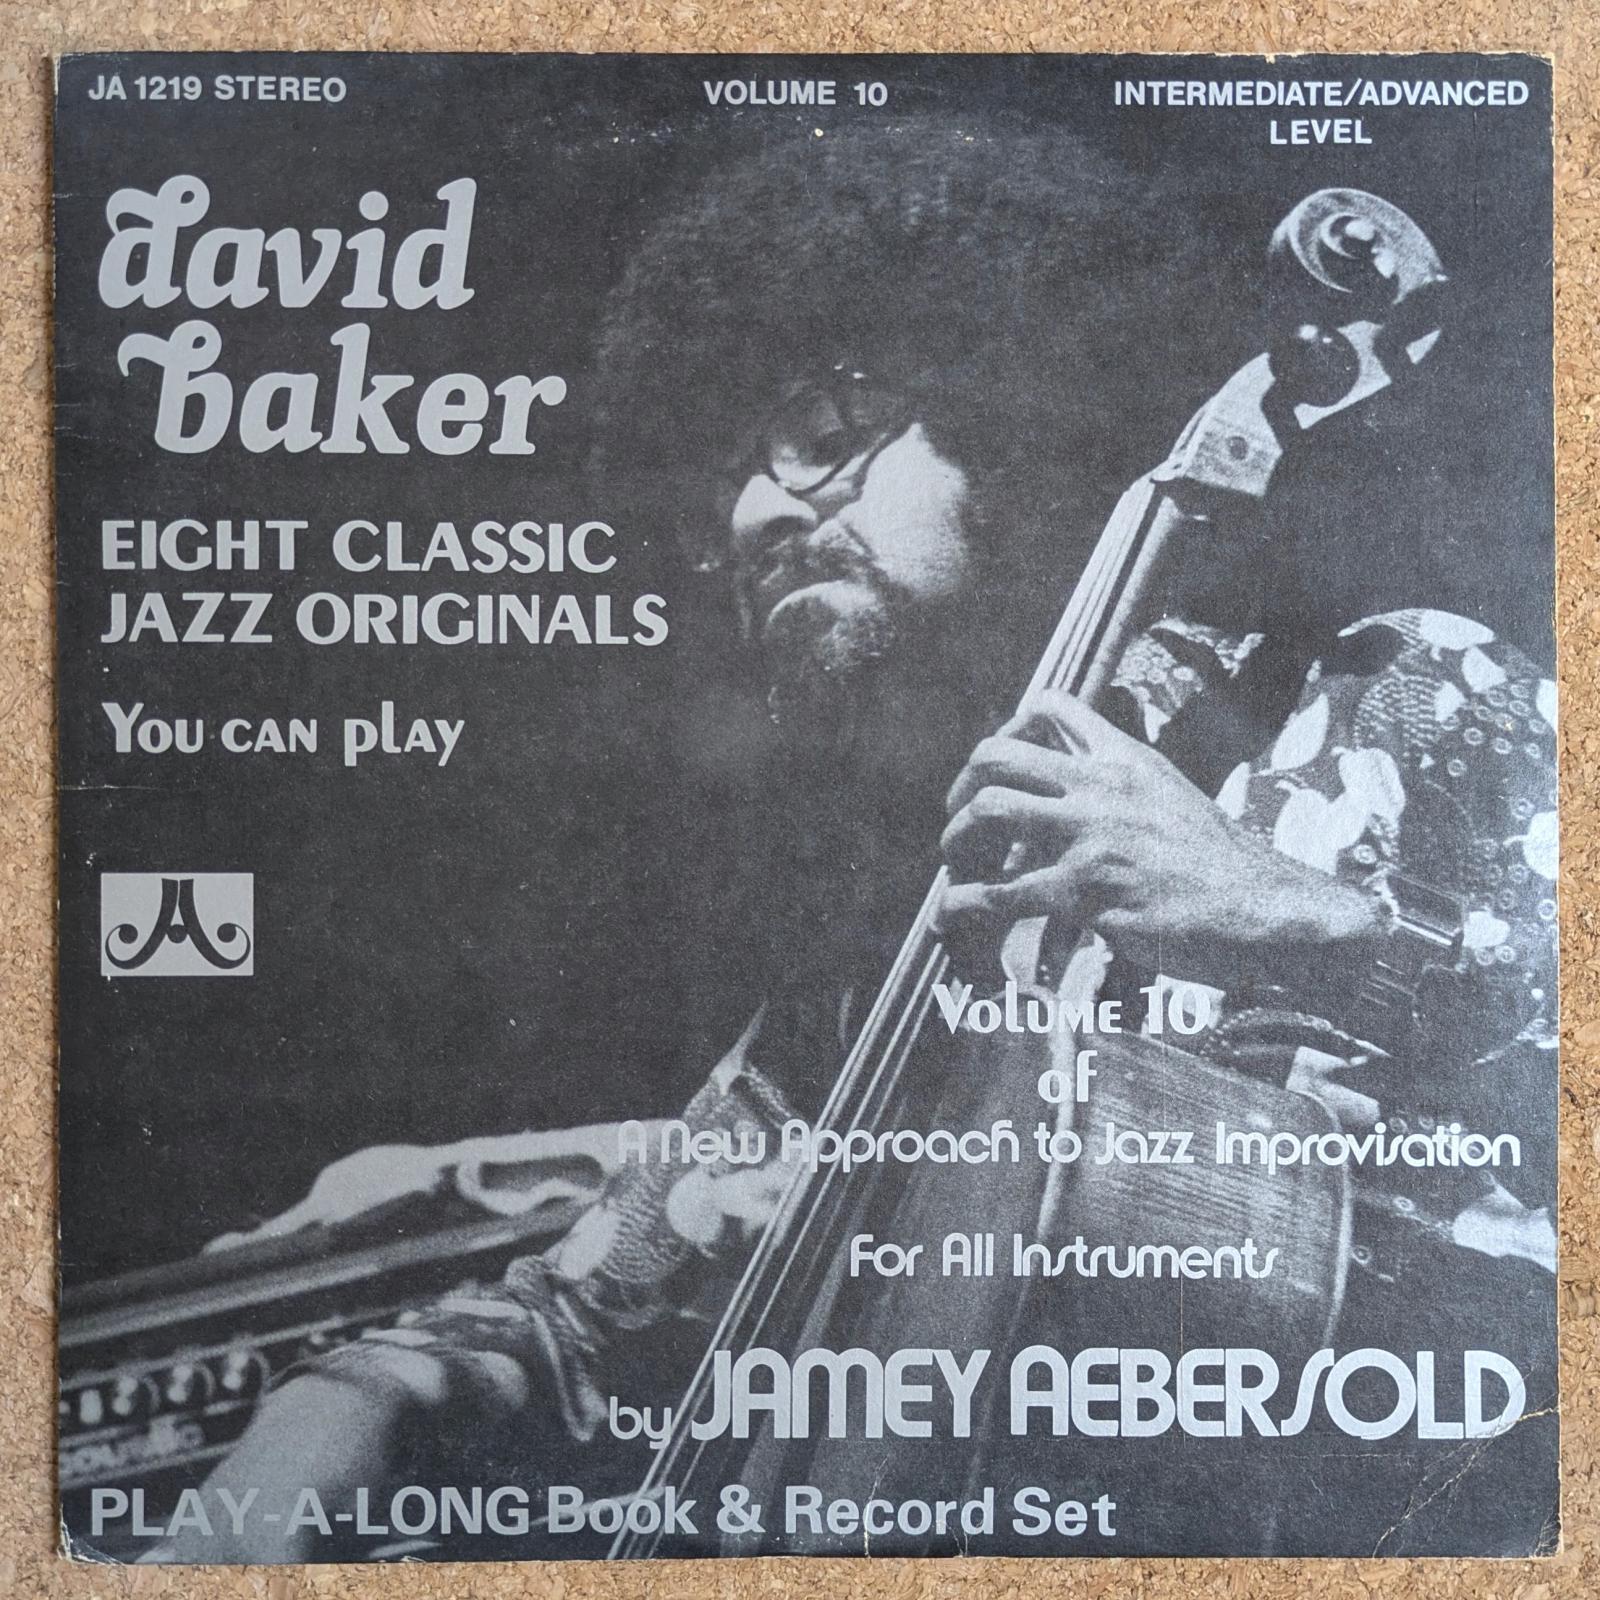 JA 1219 STEREO
VOLUME 10
INTERMEDIATE/ADVANCED
LEVEL
david
baker
EIGHT CLASSIC
JAZZ ORIGINALS
You can play
JA
Volume 10
of
A New Approach to Jazz Improvisation
For All Instruments
by JAMEY AEBERSOLD
PLAY-A-LONG Book & Record Set